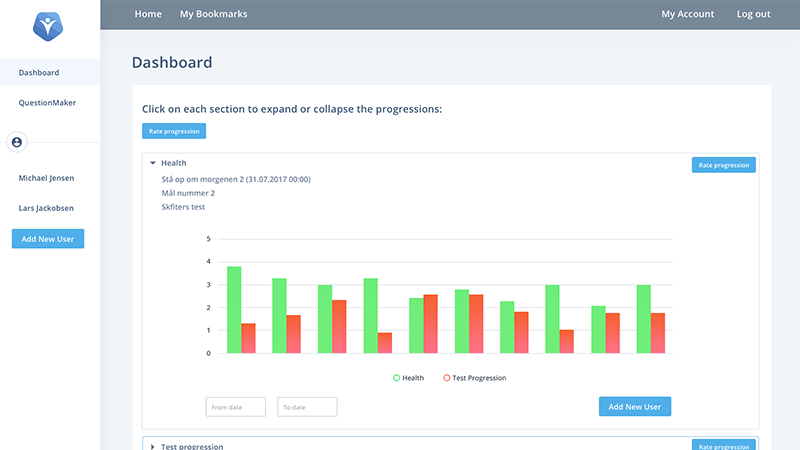 Home My Bookmarks My Account Log out
Dashboard
QuestionMaker
Michael Jensen
Lars Jackobsen
Add New User
Dashboard
Click on each section to expand or collapse the progressions:
Rate progression
Health
Rate progression
Stå op om morgenen 2 (31.07.2017 00:00)
Mål nummer 2
Skfiters test
5
4
3
2
1
0
Health Test Progression
From date To date Add New User
Test progression
Rate progression